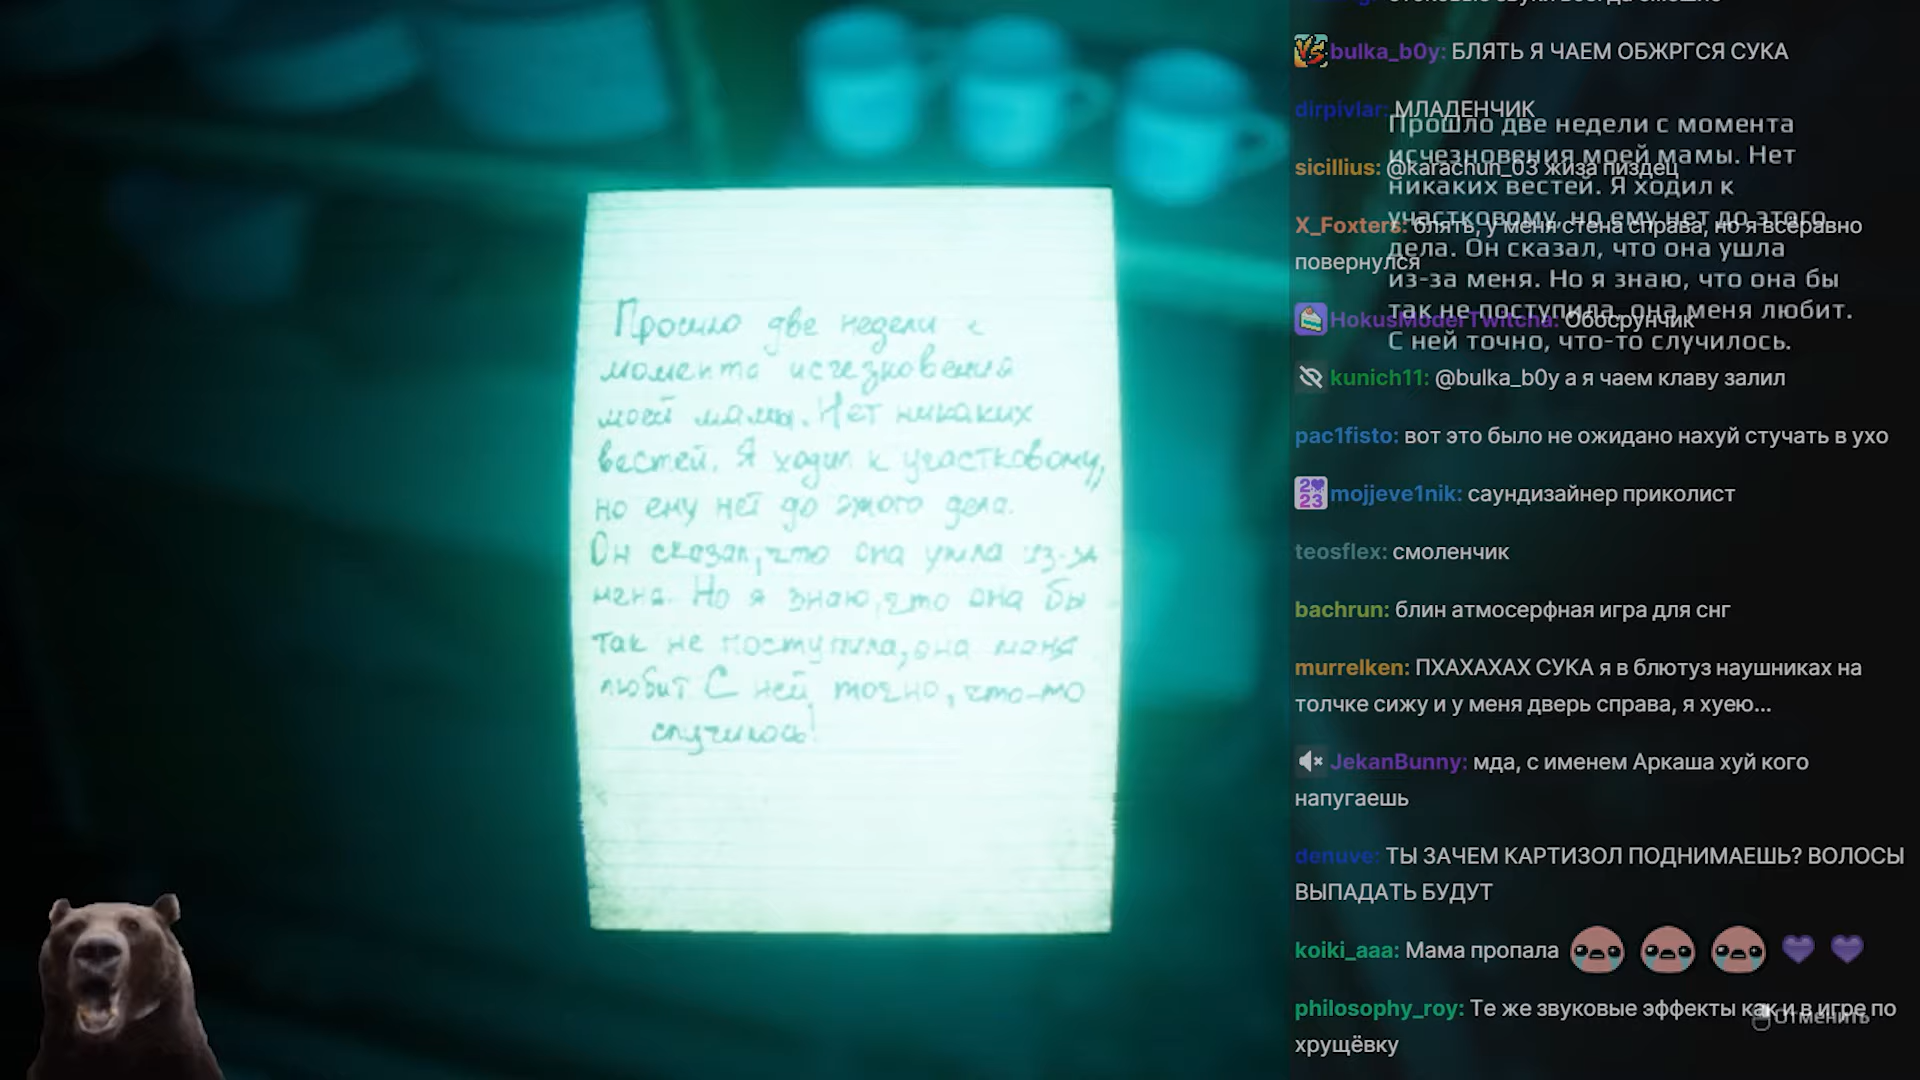 Прошло две недели с
момента исчезновения
моей мамы. Нет никаких
вестей. Я ходил к участковому,
но ему нет до этого дела.
Он сказал, что она ушла из-за
меня. Но я знаю, что она бы
так не поступила, она меня
любит С ней точно, что-то
случилось!
bulka_b0y: БЛЯТЬ Я ЧАЕМ ОБЖРГСЯ СУКА
dirpivlar: МЛАДЕНЧИК
sicillius: @karachun_03 жиза пиздец
X_Foxters: блять, у меня стена справа, но я всёравно
повернулся
HokusModerTwitcha: Обосрунчик
kunich11: @bulka_b0y а я чаем клаву залил
pac1fisto: вот это было не ожидано нахуй стучать в ухо
mojjeve1nik: саундизайнер приколист
teosflex: смоленчик
bachrun: блин атмосерфная игра для снг
murrelken: ПХАХАХАХ СУКА я в блютуз наушниках на
толчке сижу и у меня дверь справа, я хуею...
JekanBunny: мда, с именем Аркаша хуй кого
напугаешь
denuve: ТЫ ЗАЧЕМ КАРТИЗОЛ ПОДНИМАЕШЬ? ВОЛОСЫ
ВЫПАДАТЬ БУДУТ
koiki_aaa: Мама пропала
philosophy_roy: Те же звуковые эффекты как и в игре по
хрущёвку
Прошло две недели с момента
исчезновения моей мамы. Нет
никаких вестей. Я ходил к
участковому, но ему нет до этого
дела. Он сказал, что она ушла
из-за меня. Но я знаю, что она бы
так не поступила, она меня любит.
С ней точно, что-то случилось.
Отменить